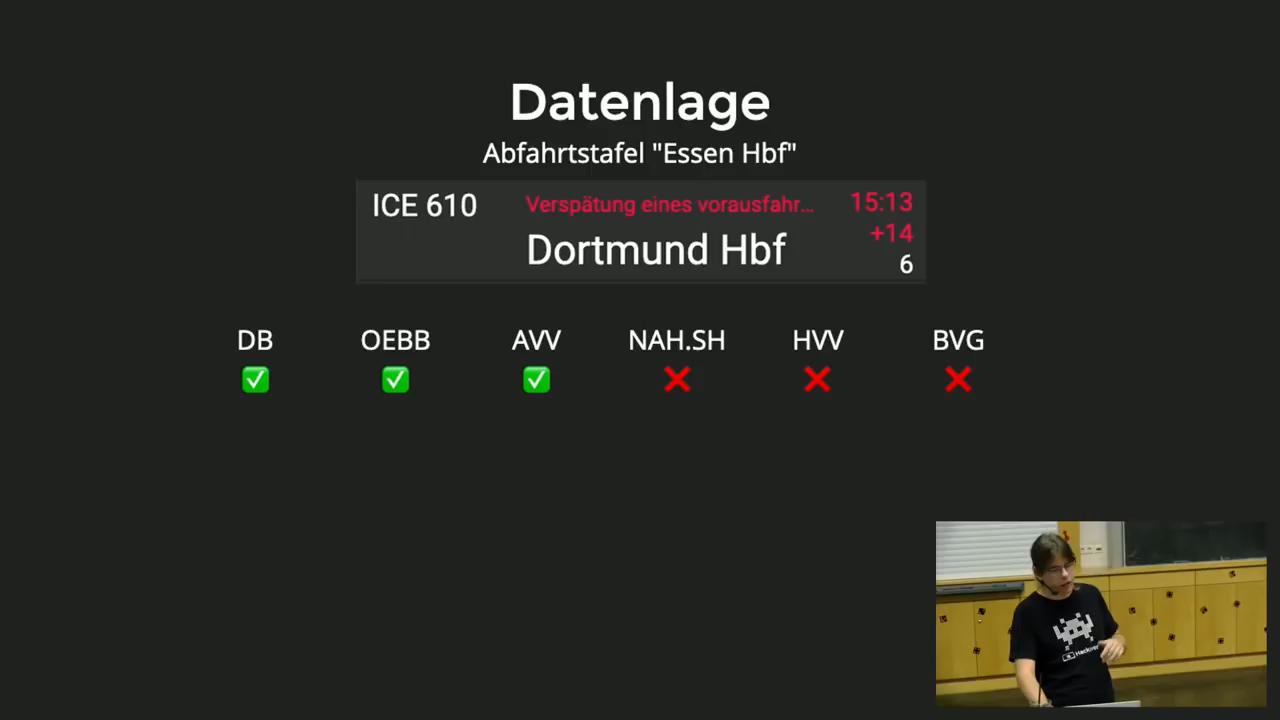 Datenlage
Abfahrtstafel "Essen Hbf"
ICE 610
Verspätung eines vorausfahr...
15:13
+14
Dortmund Hbf
6
DB OEBB AVV NAH.SH HVV BVG